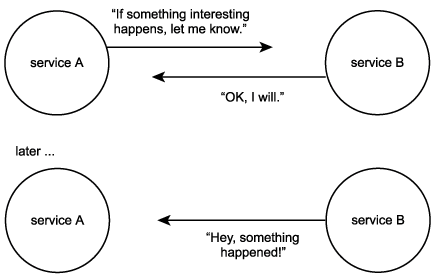 “If something interesting
happens, let me know.”
service A
service B
“OK, I will.”
later ...
service A
service B
“Hey, something
happened!”